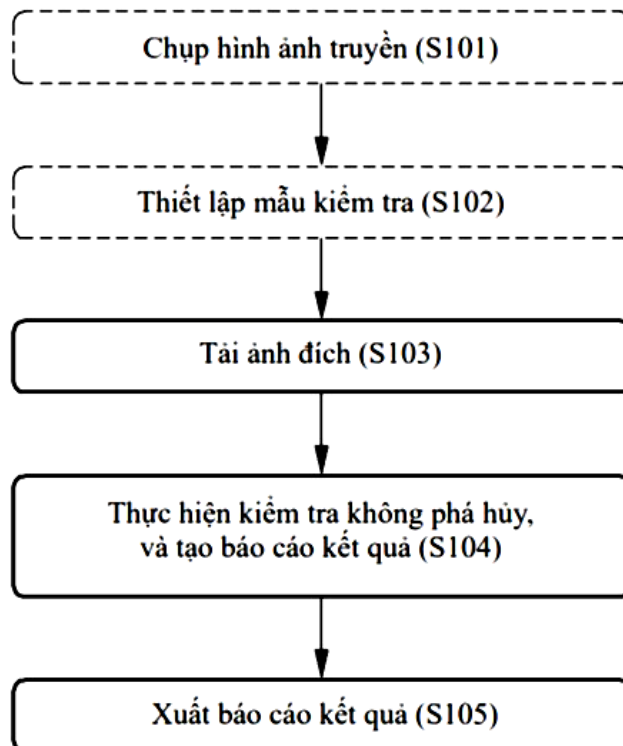 Chụp hình ảnh truyền (S101)
Thiết lập mẫu kiểm tra (S102)
Tải ảnh đích (S103)
Thực hiện kiểm tra không phá hủy,
và tạo báo cáo kết quả (S104)
Xuất báo cáo kết quả (S105)